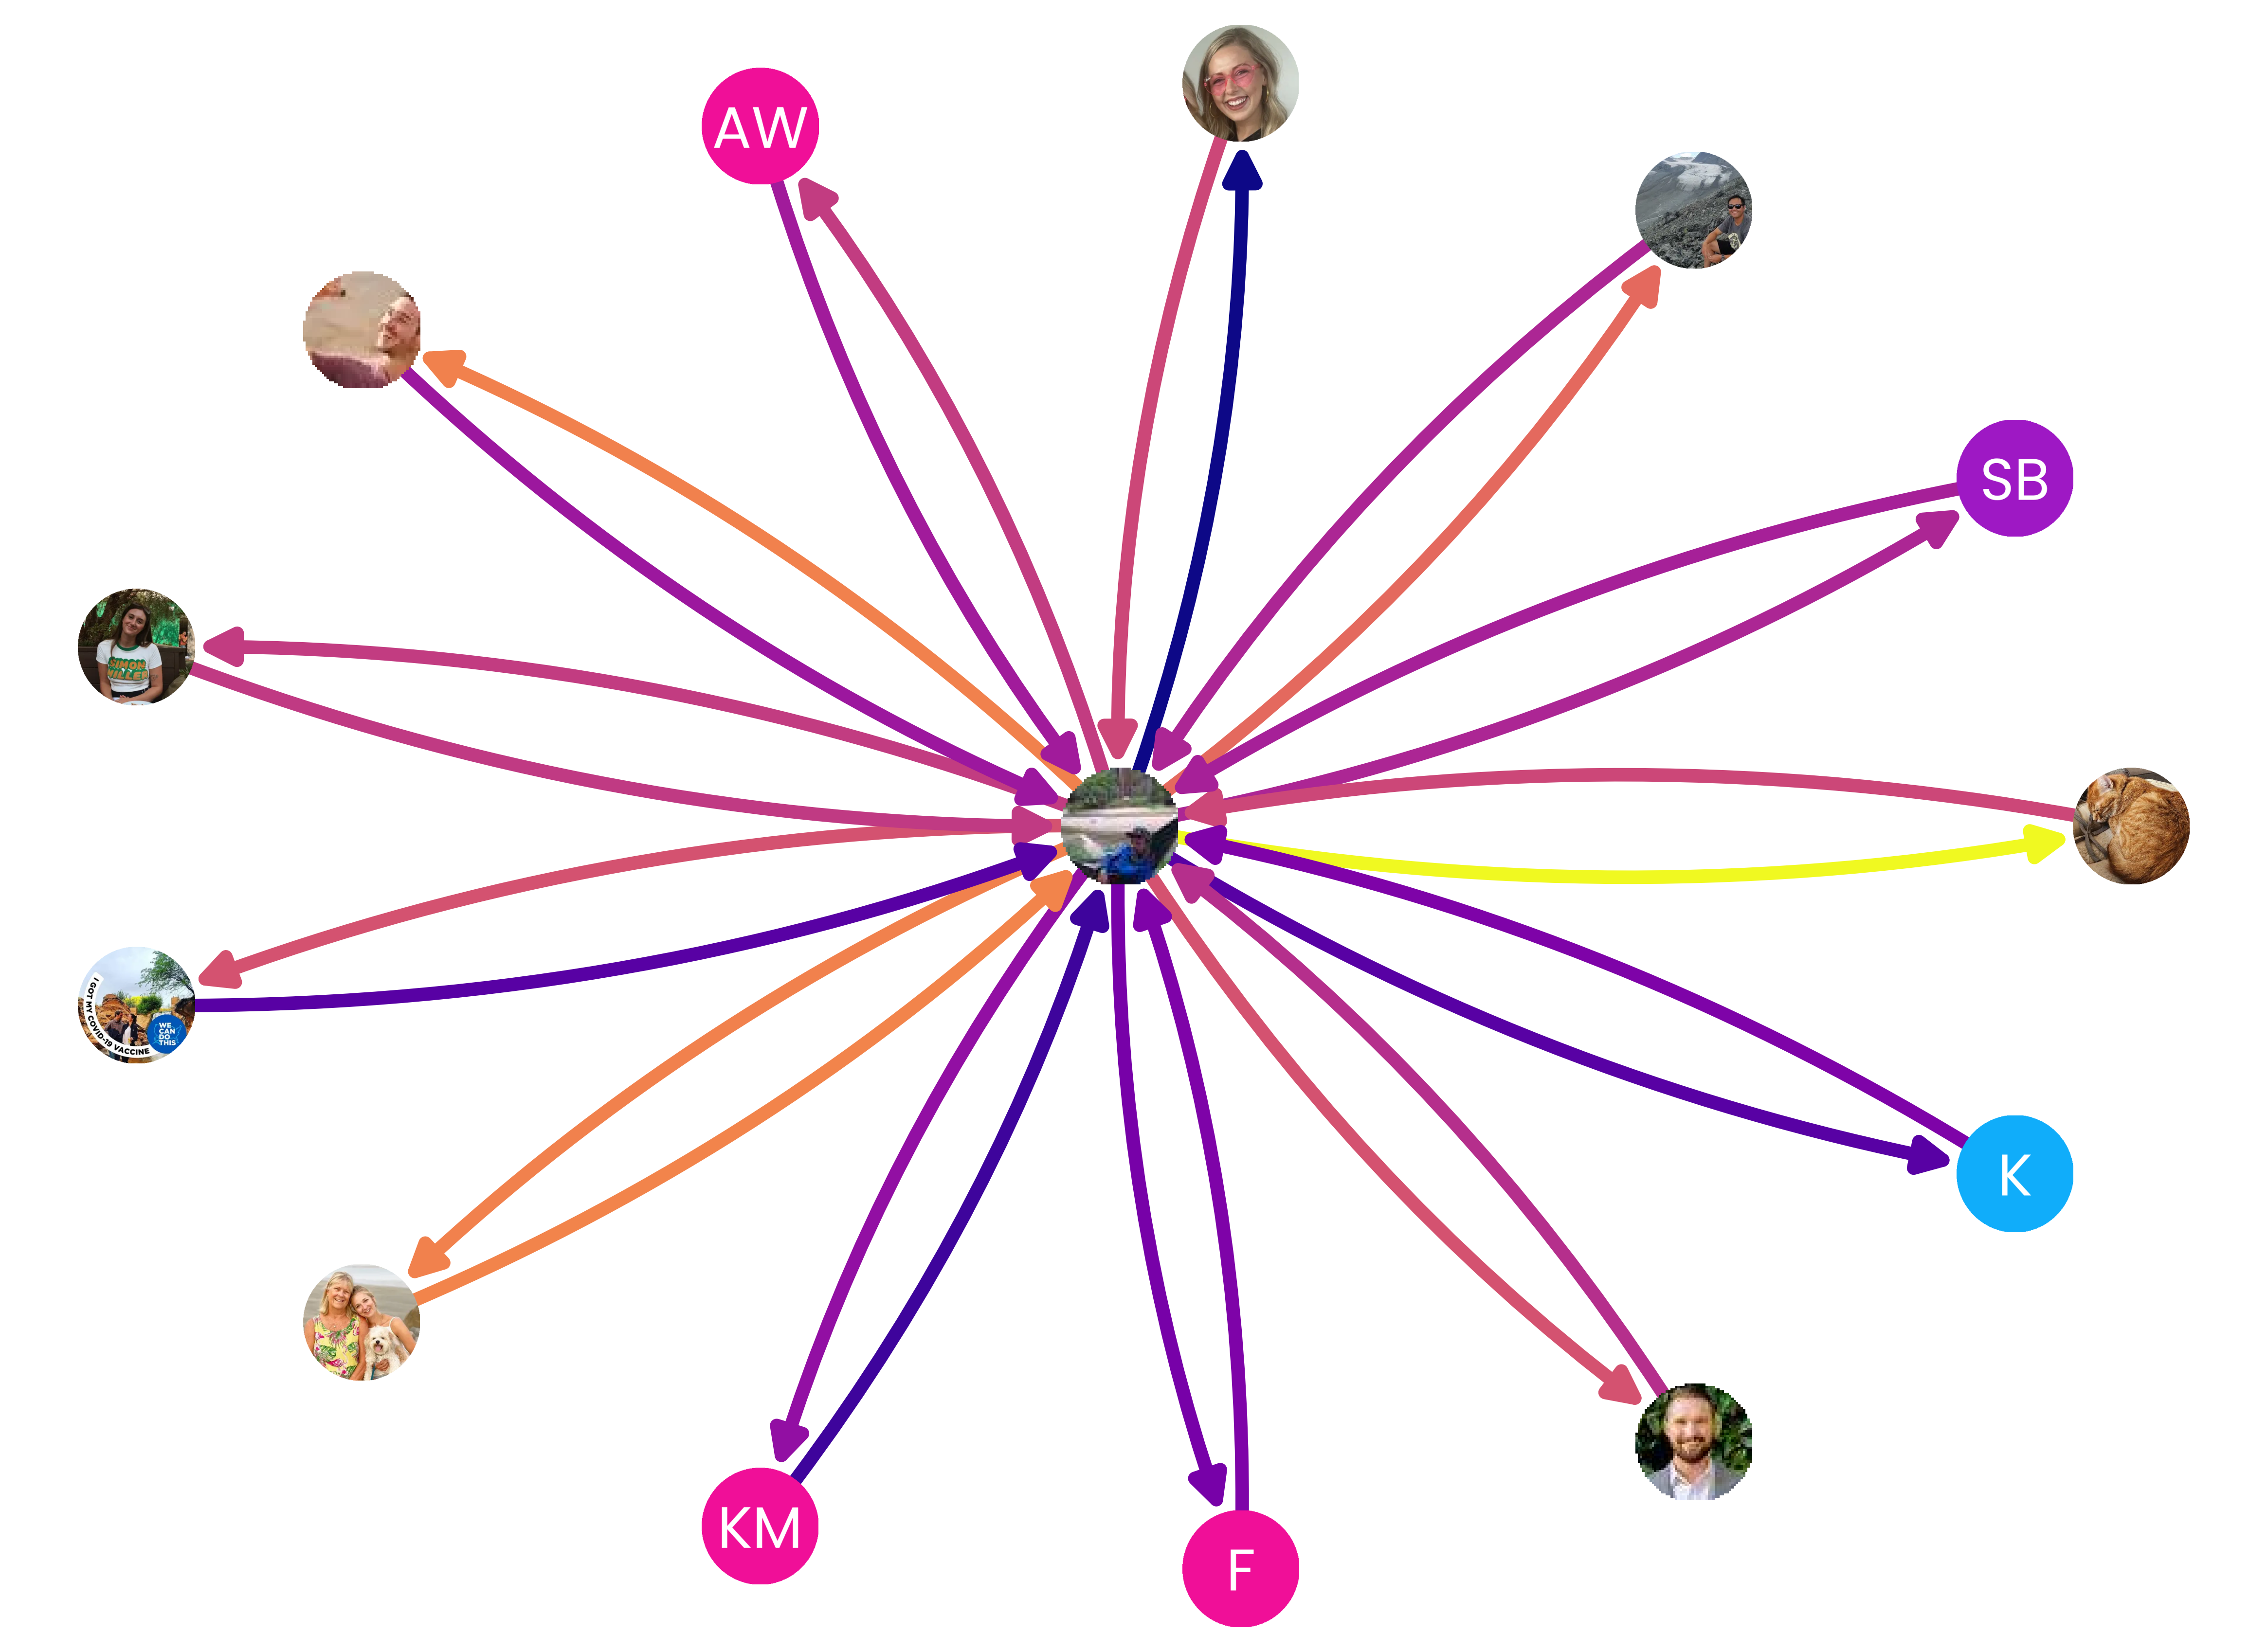 AW
SB
SIMON
MILLER
I GOT MY COVID-19 VACCINE
WE
CAN
DO
THIS
K
KM
F